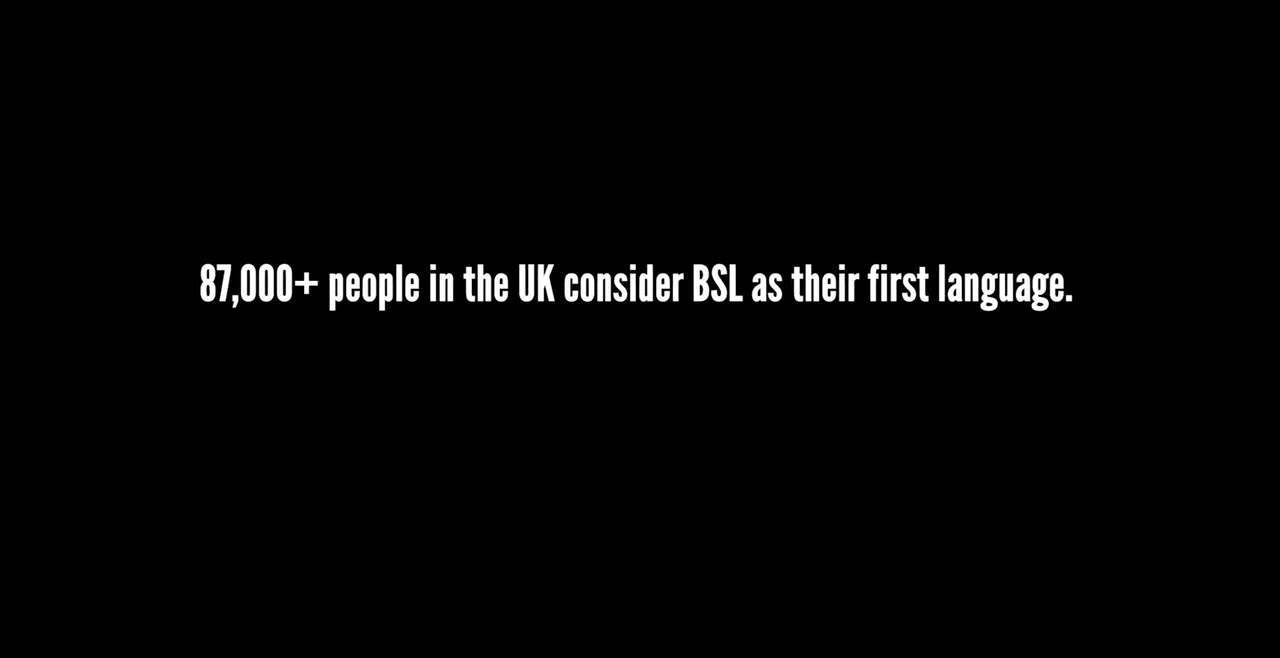 87,000+ people in the UK consider BSL as their first language.